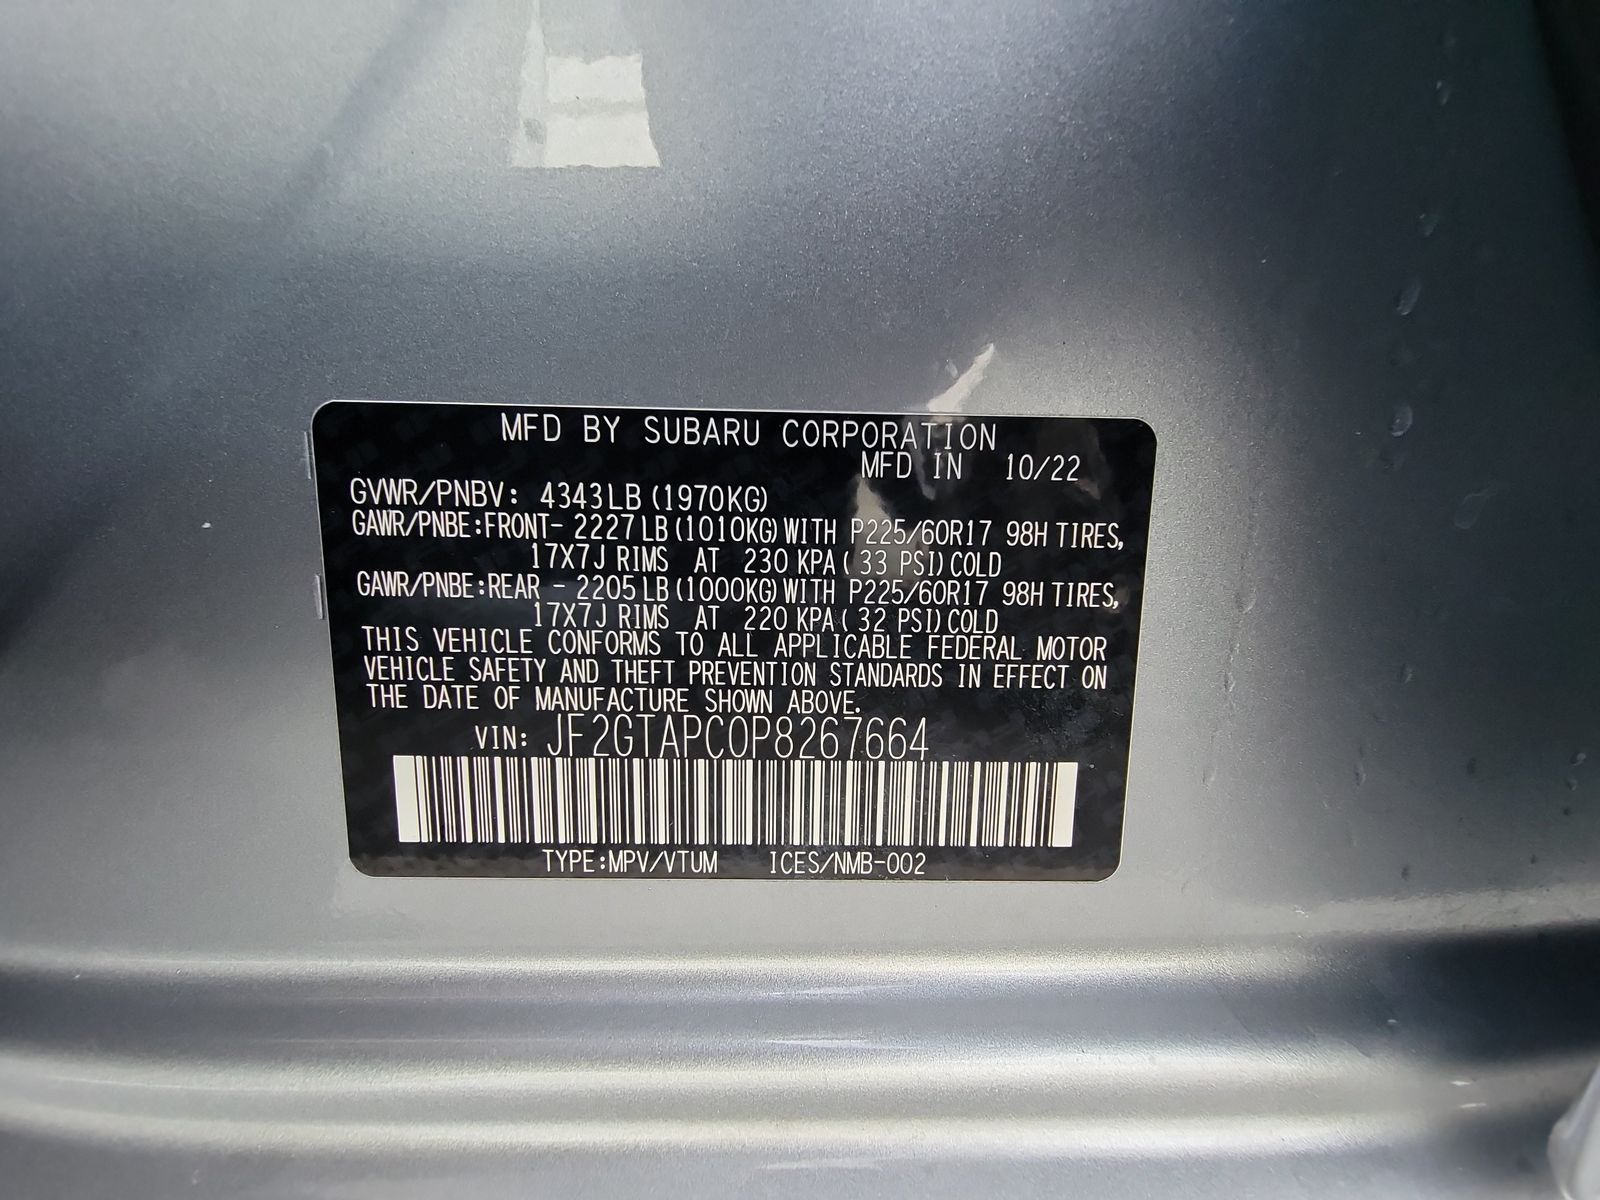 MFD BY SUBARU CORPORATION
MFD IN 10/22
GVWR/PNBV: 4343LB (1970KG)
GAWR/PNBE:FRONT- 2227LB (1010KG) WITH P225/60R17 98H TIRES,
17X7J RIMS AT 230 KPA ( 33 PSI) COLD
GAWR/PNBE:REAR - 2205LB (1000KG) WITH P225/60R17 98H TIRES,
17X7J RIMS AT 220 KPA ( 32 PSI) COLD
THIS VEHICLE CONFORMS TO ALL APPLICABLE FEDERAL MOTOR
VEHICLE SAFETY AND THEFT PREVENTION STANDARDS IN EFFECT ON
THE DATE OF MANUFACTURE SHOWN ABOVE.
VIN: JF2GTAPC0P8267664
TYPE:MPV/VTUM ICES/NMB-002